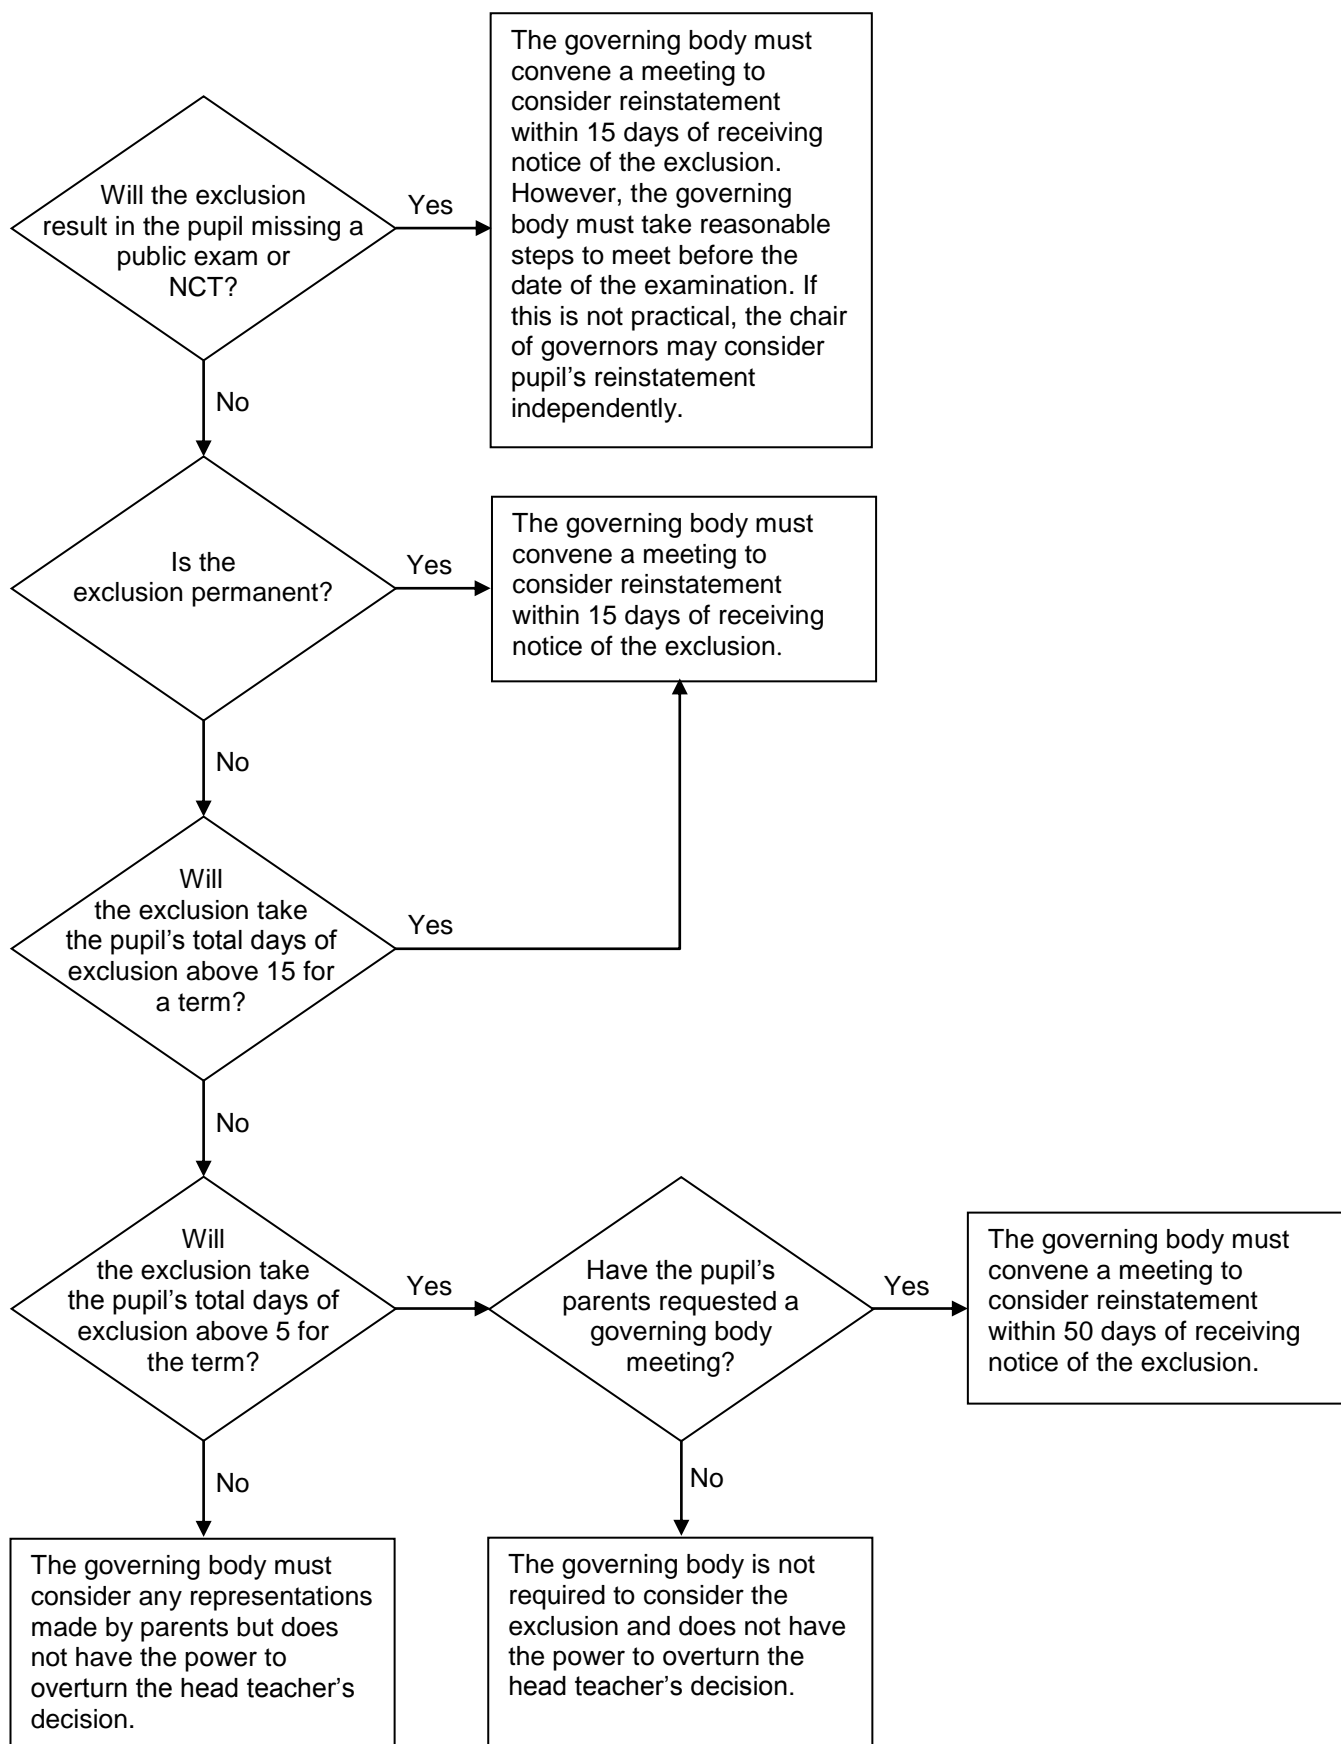 The governing body must
convene a meeting to
consider reinstatement
within 15 days of receiving
notice of the exclusion.
However, the governing
body must take reasonable
steps to meet before the
date of the examination. If
this is not practical, the chair
of governors may consider
pupil’s reinstatement
independently.
Will the exclusion
result in the pupil missing a
public exam or
NCT?
Yes
No
Is the
exclusion permanent?
Yes
The governing body must
convene a meeting to
consider reinstatement
within 15 days of receiving
notice of the exclusion.
No
Will
the exclusion take
the pupil’s total days of
exclusion above 15 for
a term?
Yes
No
Will
the exclusion take
the pupil’s total days of
exclusion above 5 for
the term?
Yes
Have the pupil’s
parents requested a
governing body
meeting?
Yes
The governing body must
convene a meeting to
consider reinstatement
within 50 days of receiving
notice of the exclusion.
No
No
The governing body must
consider any representations
made by parents but does
not have the power to
overturn the head teacher’s
decision.
The governing body is not
required to consider the
exclusion and does not have
the power to overturn the
head teacher’s decision.